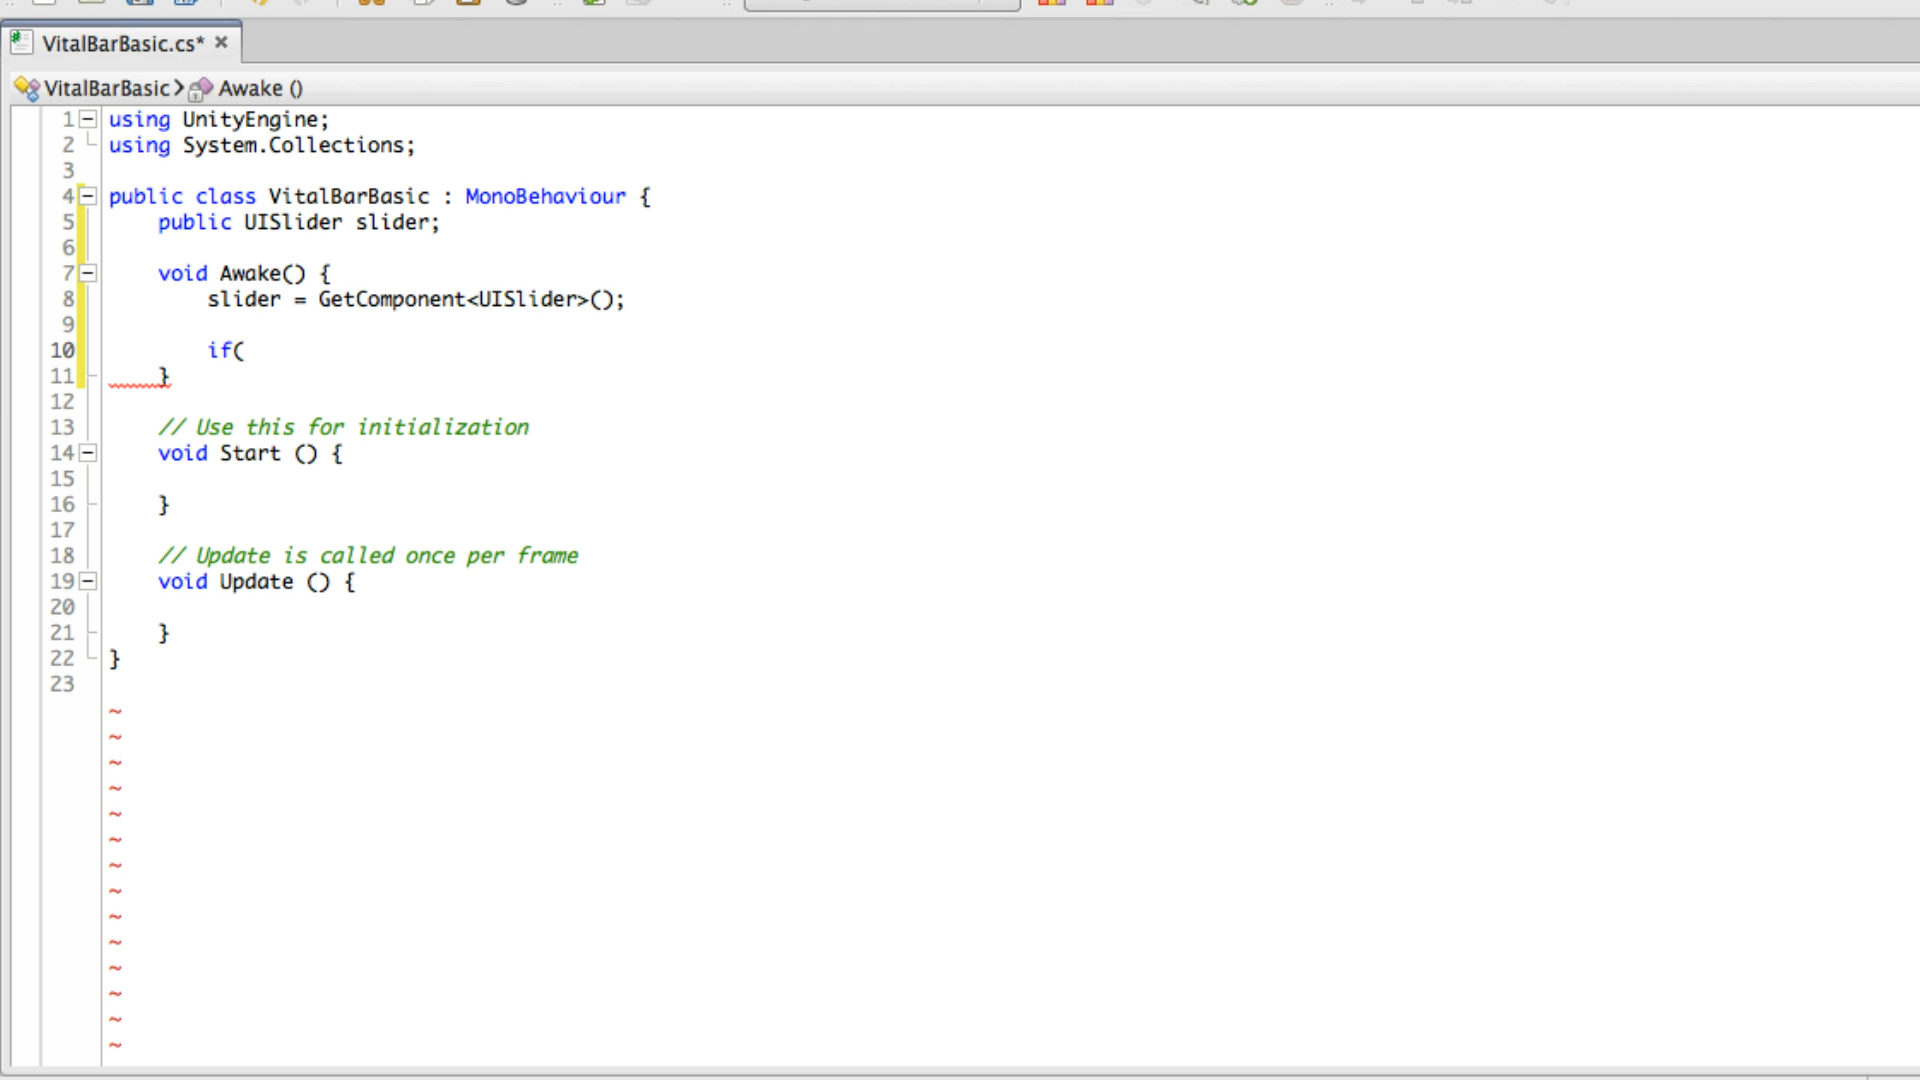 VitalBarBasic.cs*
VitalBarBasic Awake ()
1 using UnityEngine;
2 using System.Collections;
3
4 public class VitalBarBasic : MonoBehaviour {
5 public UISlider slider;
6
7 void Awake() {
8 slider = GetComponent<UISlider>();
9
10 if(
11 }
12
13 // Use this for initialization
14 void Start () {
15
16 }
17
18 // Update is called once per frame
19 void Update () {
20
21 }
22 }
23
~
~
~
~
~
~
~
~
~
~
~
~
~
~